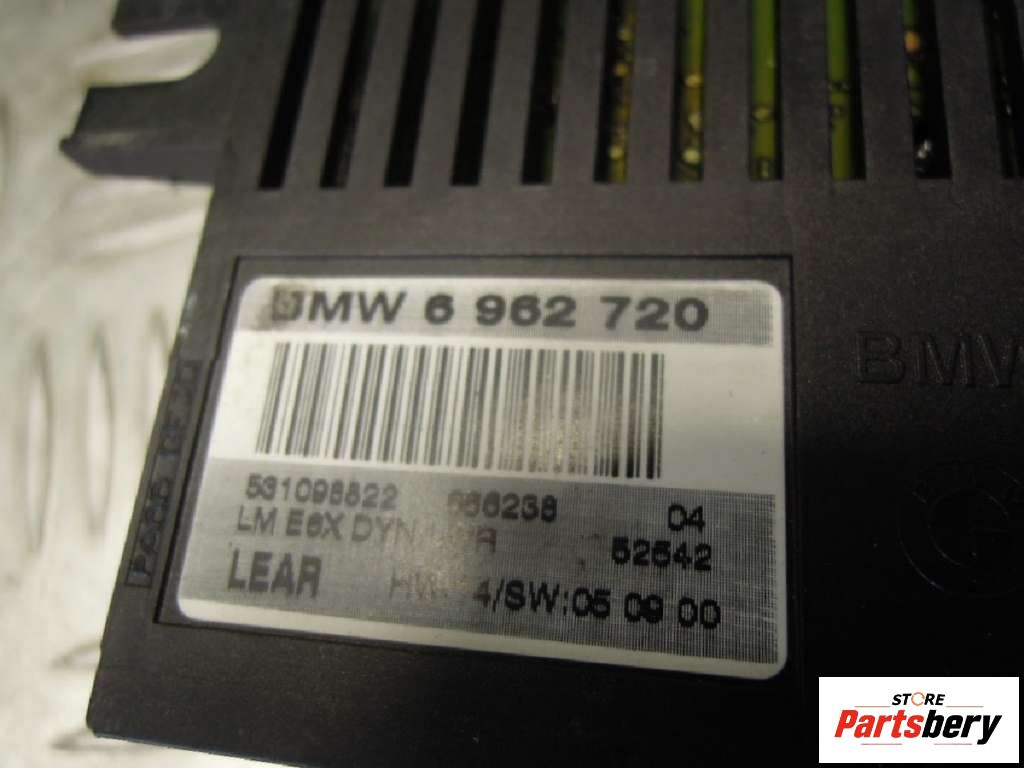 BMW 6 962 720
531098822 666238 04
LM E6X DYN 52542
LEAR 4/SW:05 09 00
BMW
STORE
Partsbery